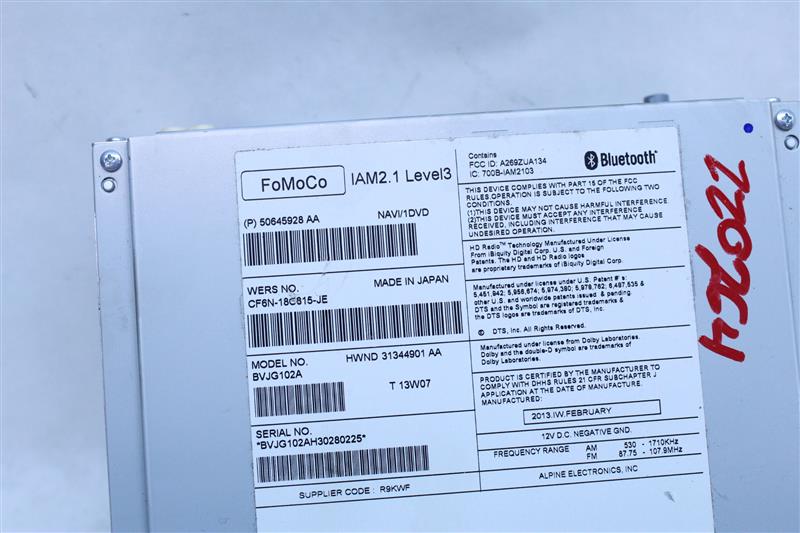 FoMoCo
IAM2.1 Level3
(P) 50645928 AA
NAVI/1DVD
WERS NO.
MADE IN JAPAN
CF6N-18C815-JE
MODEL NO.
HWND 31344901 AA
BVJG102A
T 13W07
SERIAL NO.
*BVJG102AH30280225*
SUPPLIER CODE : R9KWF
Contains
FCC ID: A269ZUA134
IC: 700B-IAM2103
Bluetooth
THIS DEVICE COMPLIES WITH PART 15 OF THE FCC
RULES.OPERATION IS SUBJECT TO THE FOLLOWING TWO
CONDITIONS.
(1)THIS DEVICE MAY NOT CAUSE HARMFUL INTERFERENCE
(2)THIS DEVICE MUST ACCEPT ANY INTERFERENCE
RECEIVED, INCLUDING INTERFERENCE THAT MAY CAUSE
UNDESIRED OPERATION.
HD Radio™ Technology Manufactured Under License
From iBiquity Digital Corp. U.S. and Foreign
Patents. The HD and HD Radio logos
are proprietary trademarks of iBiquity Digital Corp.
Manufactured under license under U.S. Patent # s:
5,451,942; 5,956,674; 5,974,380; 5,978,762; 6,487,535 &
other U.S. and worldwide patents issued & pending.
DTS and the Symbol are registered trademarks &
the DTS logos are trademarks of DTS, Inc.
© DTS, Inc. All Rights Reserved.
Manufactured under license from Dolby Laboratories.
Dolby and the double-D symbol are trademarks of
Dolby Laboratories.
PRODUCT IS CERTIFIED BY THE MANUFACTURER TO
COMPLY WITH DHHS RULES 21 CFR SUBCHAPTER J
APPLICATION AT THE DATE OF MANUFACTURE.
MANUFACTURED:
2013.IW.FEBRUARY
12V D.C. NEGATIVE GND.
FREQUENCY RANGE AM 530 - 1710KHz
FM 87.75 - 107.9MHz
ALPINE ELECTRONICS, INC